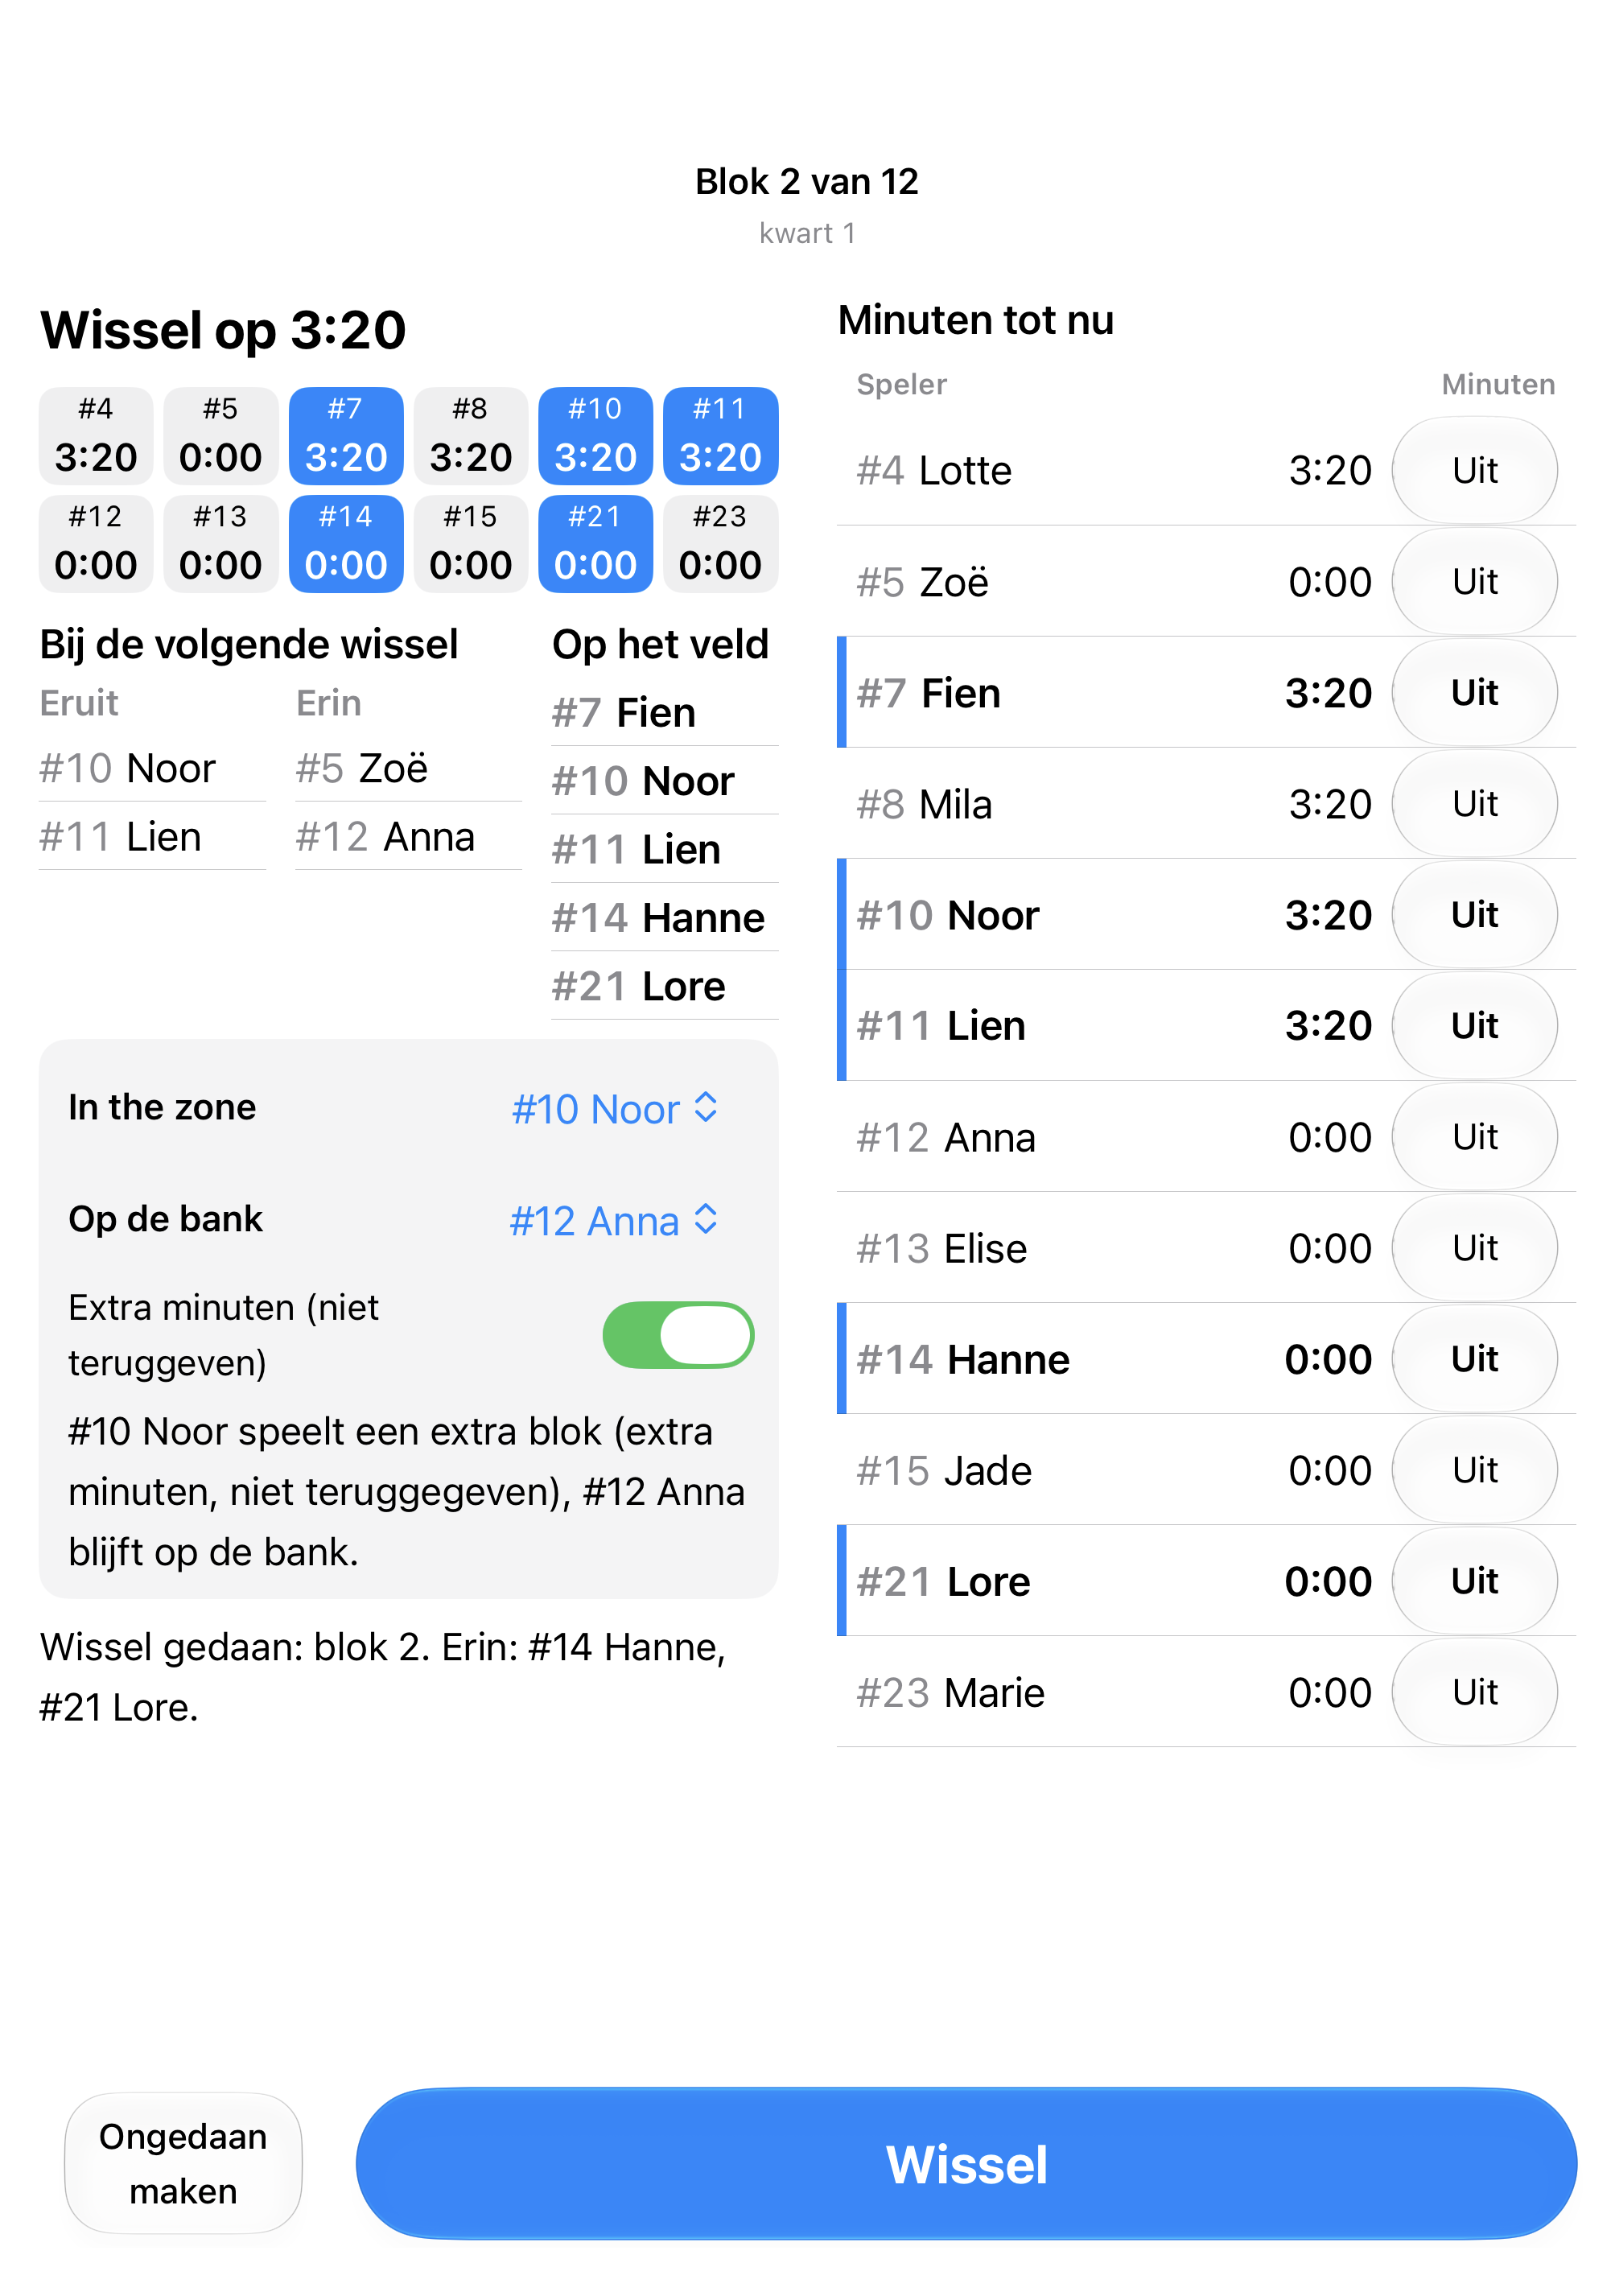 Blok 2 van 12
kwart 1
Wissel op 3:20
#4 #5 #7 #8 #10 #11
3:20 0:00 3:20 3:20 3:20 3:20
#12 #13 #14 #15 #21 #23
0:00 0:00 0:00 0:00 0:00 0:00
Bij de volgende wissel
Eruit Erin
#10 Noor #5 Zoë
#11 Lien #12 Anna
Op het veld
#7 Fien
#10 Noor
#11 Lien
#14 Hanne
#21 Lore
In the zone #10 Noor
Op de bank #12 Anna
Extra minuten (niet
teruggeven)
#10 Noor speelt een extra blok (extra
minuten, niet teruggegeven), #12 Anna
blijft op de bank.
Wissel gedaan: blok 2. Erin: #14 Hanne,
#21 Lore.
Minuten tot nu
Speler Minuten
#4 Lotte 3:20 Uit
#5 Zoë 0:00 Uit
#7 Fien 3:20 Uit
#8 Mila 3:20 Uit
#10 Noor 3:20 Uit
#11 Lien 3:20 Uit
#12 Anna 0:00 Uit
#13 Elise 0:00 Uit
#14 Hanne 0:00 Uit
#15 Jade 0:00 Uit
#21 Lore 0:00 Uit
#23 Marie 0:00 Uit
Ongedaan
maken
Wissel